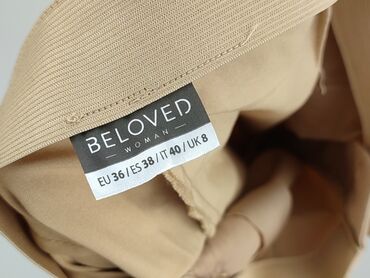 BELOVED
— WOMAN —
EU 36 / ES 38 / IT 40 / UK 8